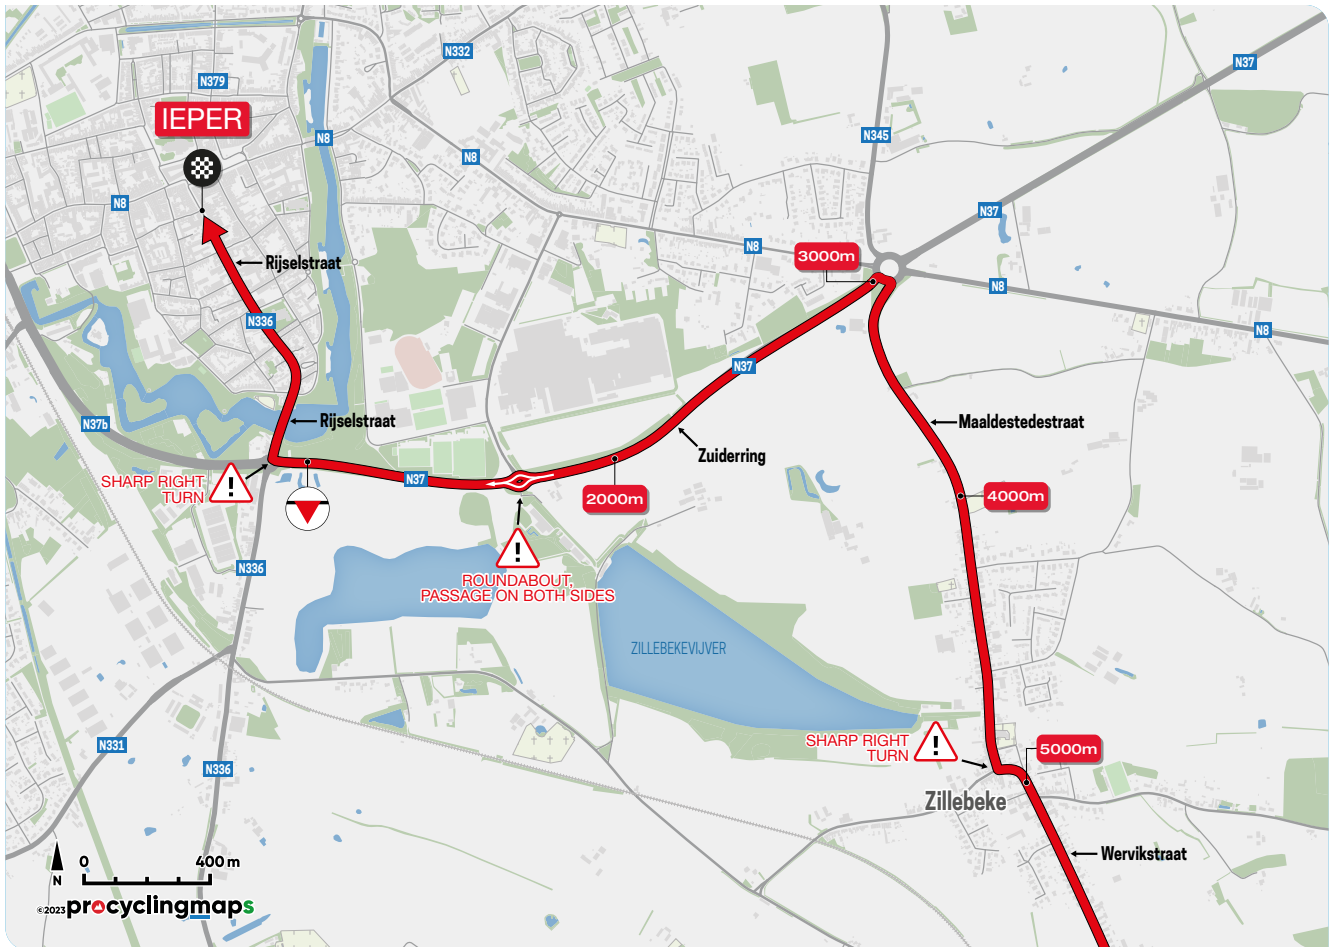 N332
N37
N379
IEPER
N8
N345
N8
N8
N37
N8
3000m
Rijselstraat
N8
N336
N8
N37
Rijselstraat
N37b
Maaldestedestraat
Zuiderring
SHARP RIGHT
TURN
N37
2000m
4000m
ROUNDABOUT,
PASSAGE ON BOTH SIDES
N336
ZILLEBEKEVIJVER
N331
SHARP RIGHT
TURN
5000m
N336
Zillebeke
Wervikstraat
0 400 m
N
©2023 procyclingmaps